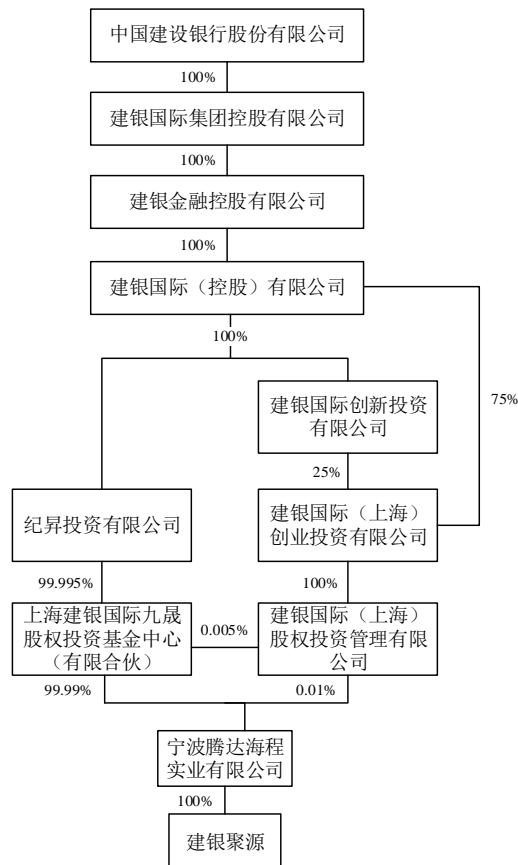 中国建设银行股份有限公司
100%
建银国际集团控股有限公司
100%
建银金融控股有限公司
100%
建银国际（控股）有限公司
100%
75%
建银国际创新投资
有限公司
25%
纪昇投资有限公司
建银国际（上海）
创业投资有限公司
99.995%
100%
上海建银国际九晟
股权投资基金中心
（有限合伙）
0.005%
建银国际（上海）
股权投资管理有限
公司
99.99%
0.01%
宁波腾达海程
实业有限公司
100%
建银聚源